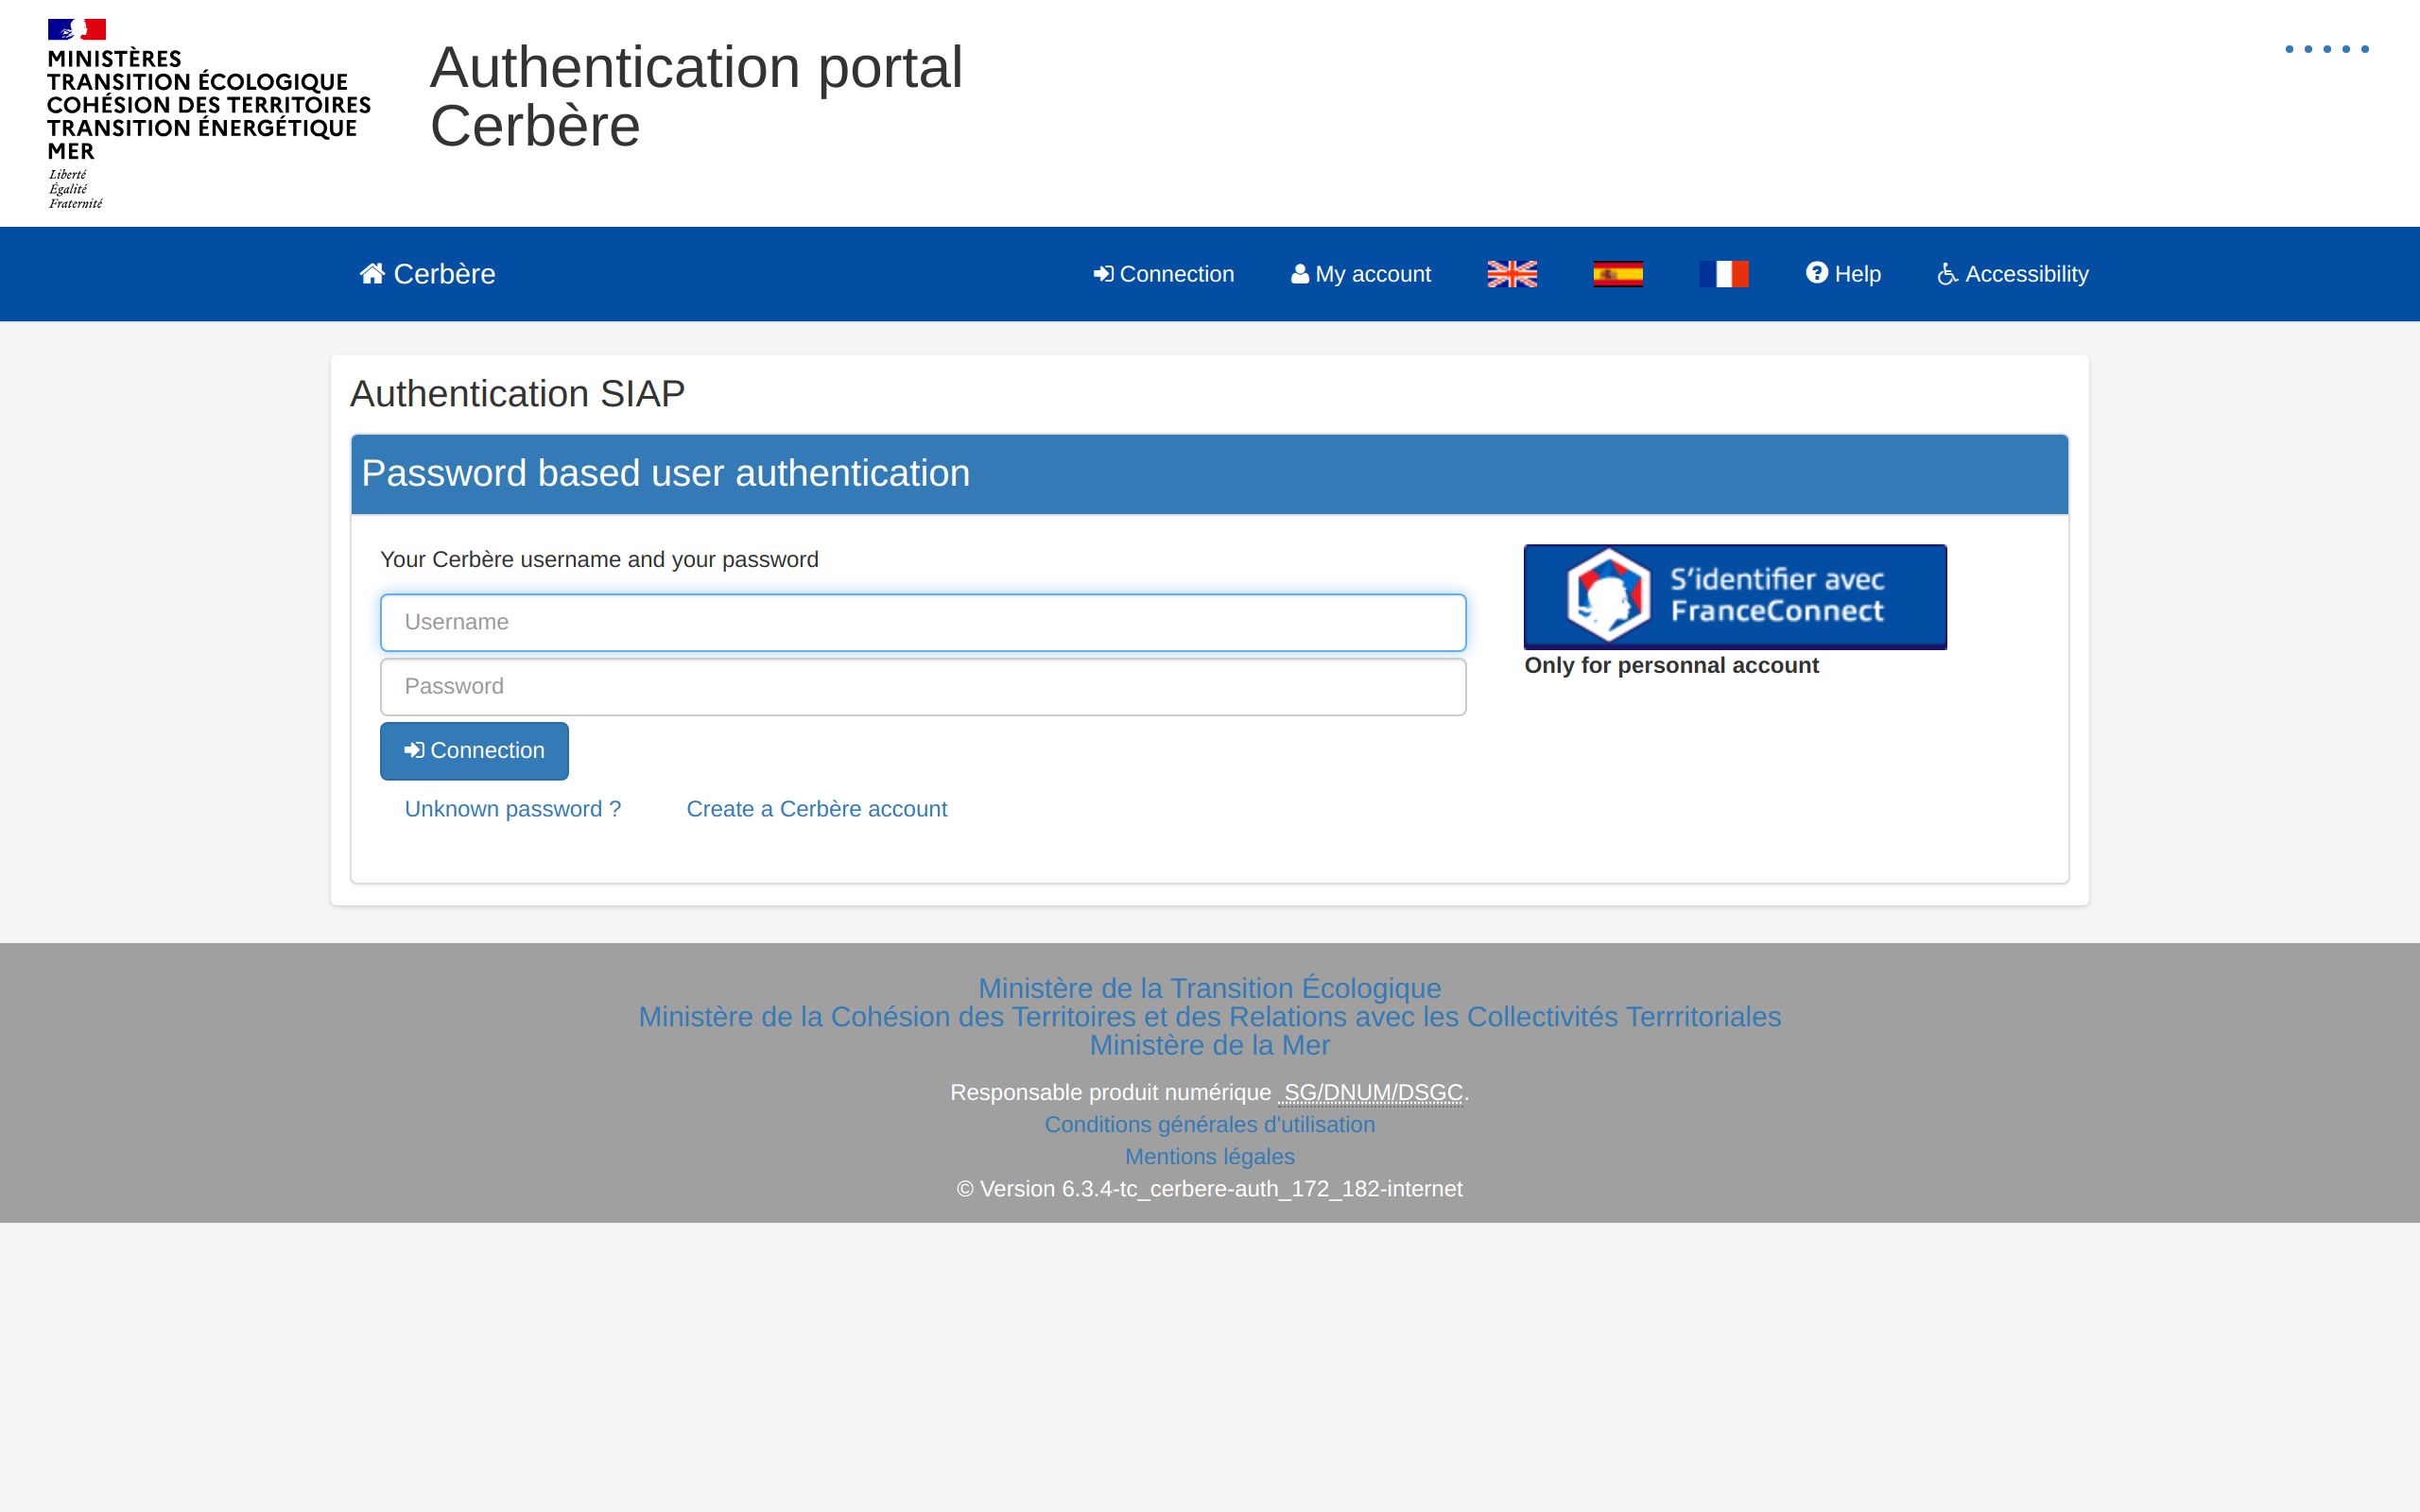 MINISTÈRES
TRANSITION ÉCOLOGIQUE
COHÉSION DES TERRITOIRES
TRANSITION ÉNERGÉTIQUE
MER
Liberté
Égalité
Fraternité
Authentication portal
Cerbère
Cerbère
Connection
My account
Help
Accessibility
Authentication SIAP
Password based user authentication
Your Cerbère username and your password
Username
Password
Connection
Unknown password ?
Create a Cerbère account
S'identifier avec
FranceConnect
Only for personnal account
Ministère de la Transition Écologique
Ministère de la Cohésion des Territoires et des Relations avec les Collectivités Terrritoriales
Ministère de la Mer
Responsable produit numérique SG/DNUM/DSGC.
Conditions générales d'utilisation
Mentions légales
© Version 6.3.4-tc_cerbere-auth_172_182-internet